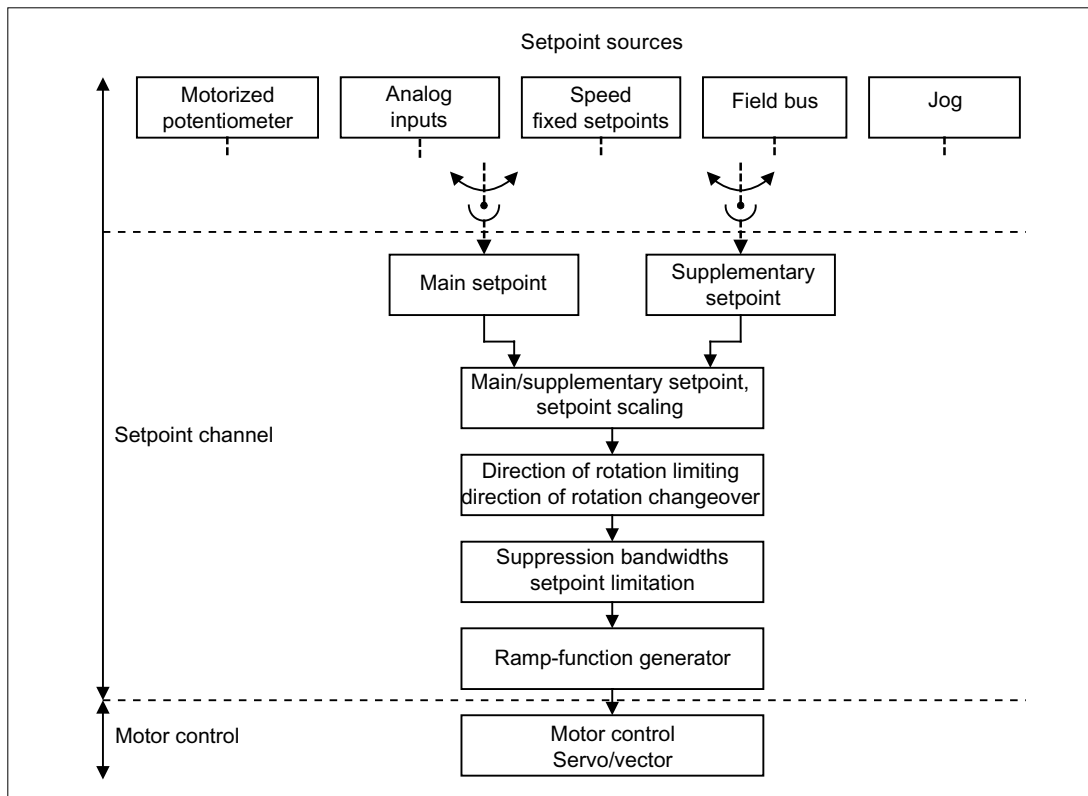 Setpoint sources
Motorized
potentiometer
Analog
inputs
Speed
fixed setpoints
Field bus
Jog
Main setpoint
Supplementary
setpoint
Main/supplementary setpoint,
setpoint scaling
Setpoint channel
Direction of rotation limiting
direction of rotation changeover
Suppression bandwidths
setpoint limitation
Ramp-function generator
Motor control
Motor control
Servo/vector